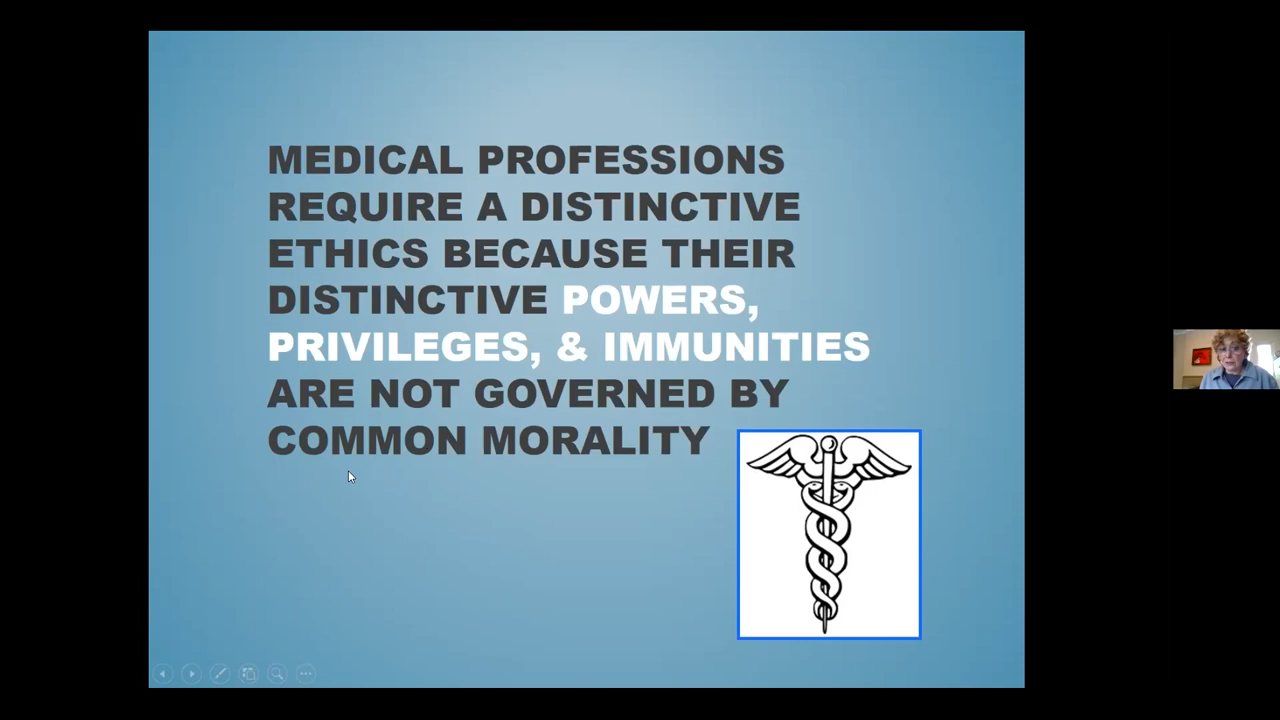 MEDICAL PROFESSIONS
REQUIRE A DISTINCTIVE
ETHICS BECAUSE THEIR
DISTINCTIVE POWERS,
PRIVILEGES, & IMMUNITIES
ARE NOT GOVERNED BY
COMMON MORALITY